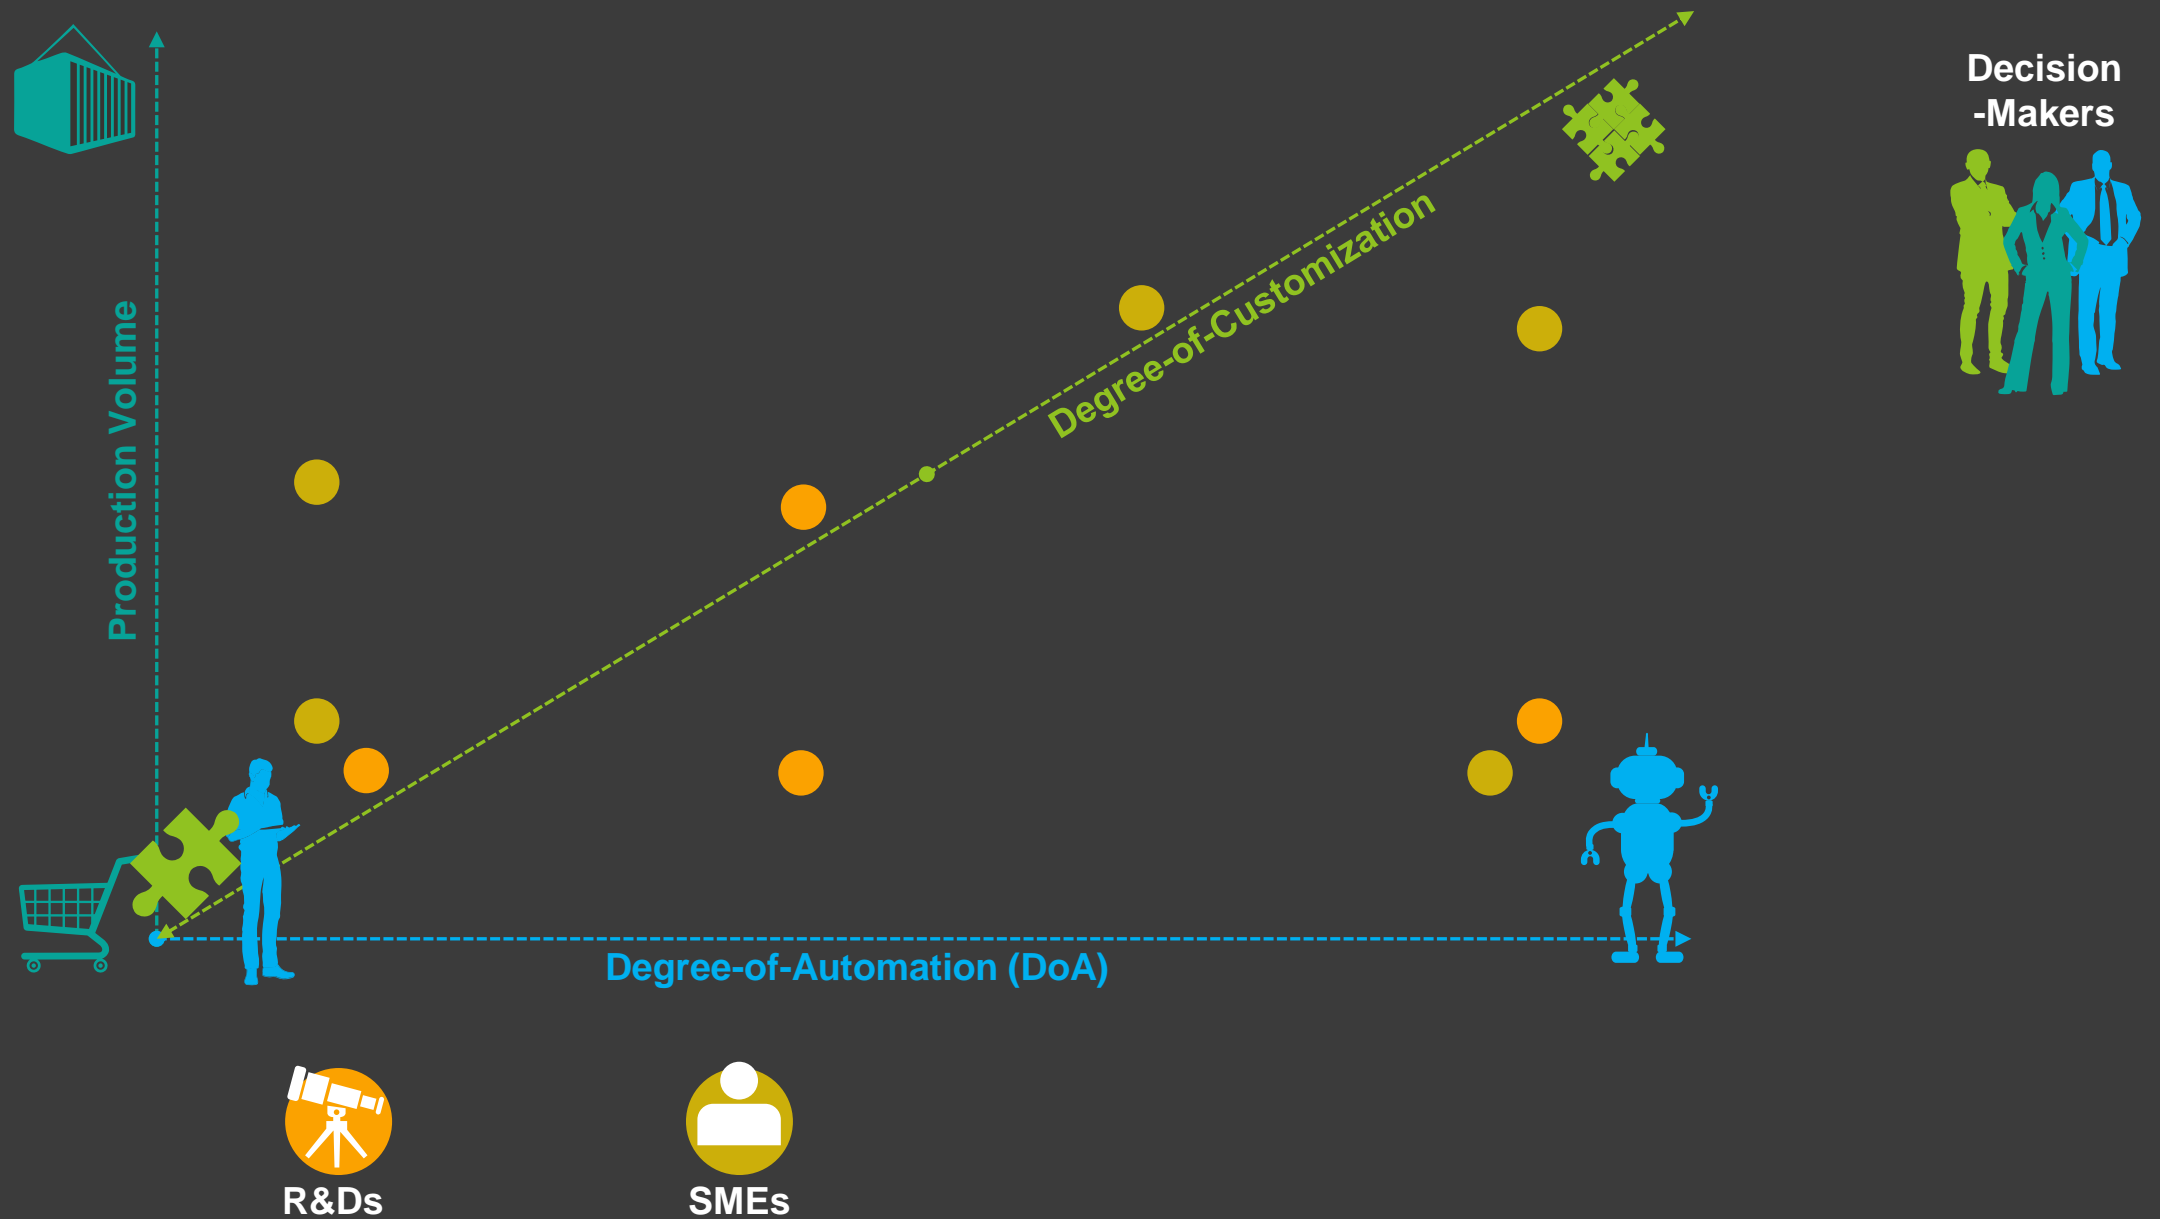 Decision
-Makers
Degree-of-Customization
Production Volume
Degree-of-Automation (DoA)
R&Ds
SMEs